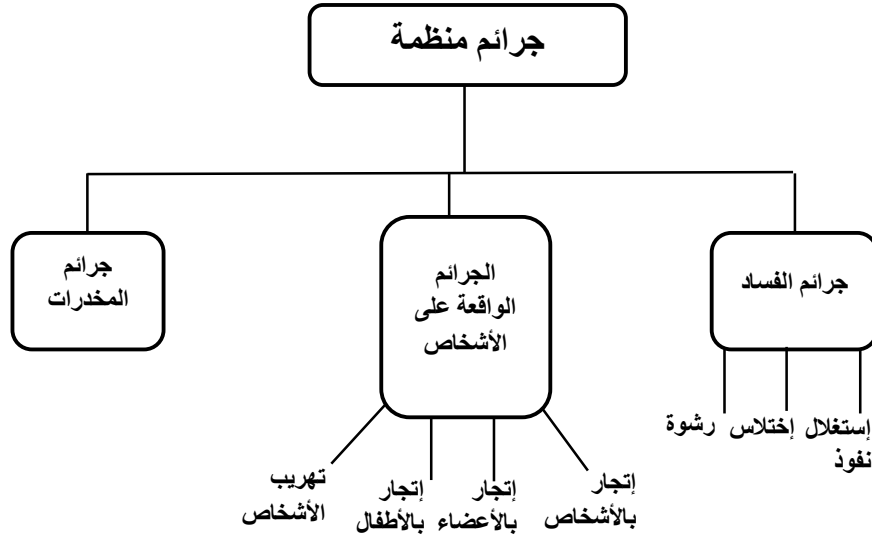 جرائم منظمة
جرائم الفساد
الجرائم
الواقعة على
الأشخاص
جرائم
المخدرات
إستغلال
نفوذ
إختلاس
رشوة
إتجار
بالأشخاص
إتجار
بالأعضاء
إتجار
بالأطفال
تهريب
الأشخاص